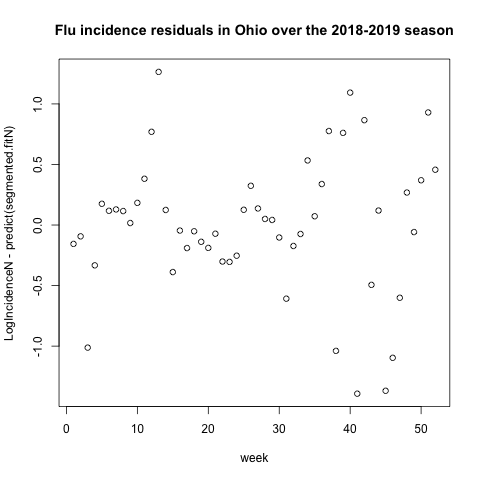 Flu incidence residuals in Ohio over the 2018-2019 season
LogIncidenceN - predict(segmented.fitN)
1.0
0.5
0.0
-0.5
-1.0
0 10 20 30 40 50
week